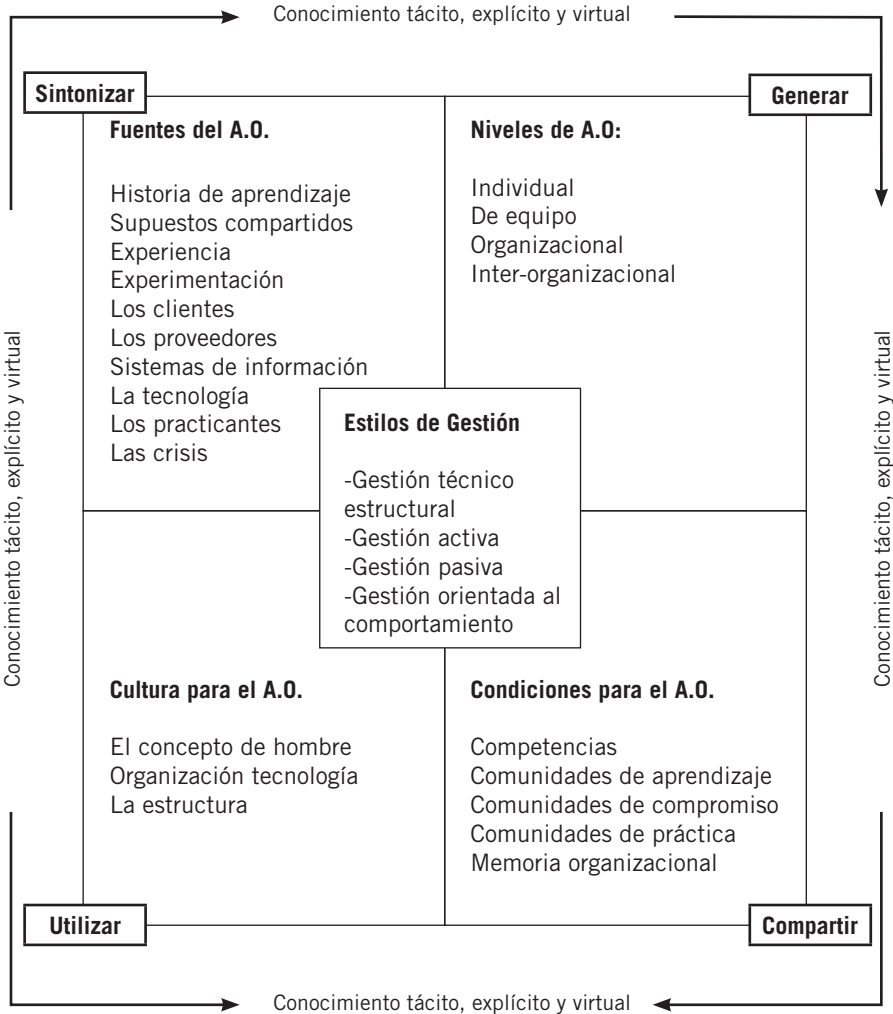 Conocimiento tácito, explícito y virtual
Sintonizar
Generar
Fuentes del A.O.
Historia de aprendizaje
Supuestos compartidos
Experiencia
Experimentación
Los clientes
Los proveedores
Sistemas de información
La tecnología
Los practicantes
Las crisis
Niveles de A.O:
Individual
De equipo
Organizacional
Inter-organizacional
Conocimiento tácito, explícito y virtual
Conocimiento tácito, explícito y virtual
Estilos de Gestión
-Gestión técnico
estructural
-Gestión activa
-Gestión pasiva
-Gestión orientada al
comportamiento
Cultura para el A.O.
El concepto de hombre
Organización tecnología
La estructura
Condiciones para el A.O.
Competencias
Comunidades de aprendizaje
Comunidades de compromiso
Comunidades de práctica
Memoria organizacional
Utilizar
Compartir
Conocimiento tácito, explícito y virtual